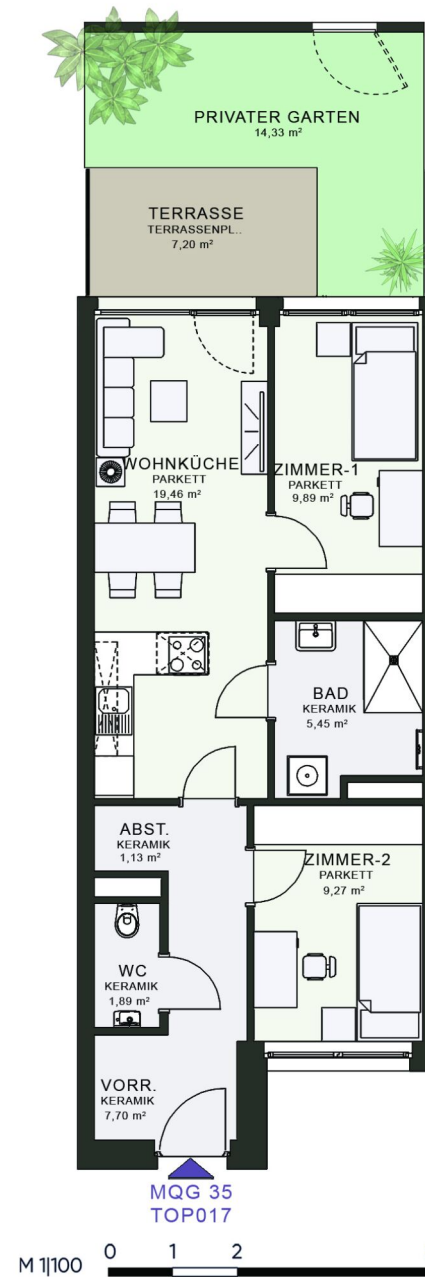 PRIVATER GARTEN
14,33 m²
TERRASSE
TERRASSENPL..
7,20 m²
WOHNKÜCHE
PARKETT
19,46 m²
ZIMMER-1
PARKETT
9,89 m²
BAD
KERAMIK
5,45 m²
ABST.
KERAMIK
1,13 m²
ZIMMER-2
PARKETT
9,27 m²
WC
KERAMIK
1,89 m²
VORR.
KERAMIK
7,70 m²
MQG 35
TOP017
M 1|100 0 1 2